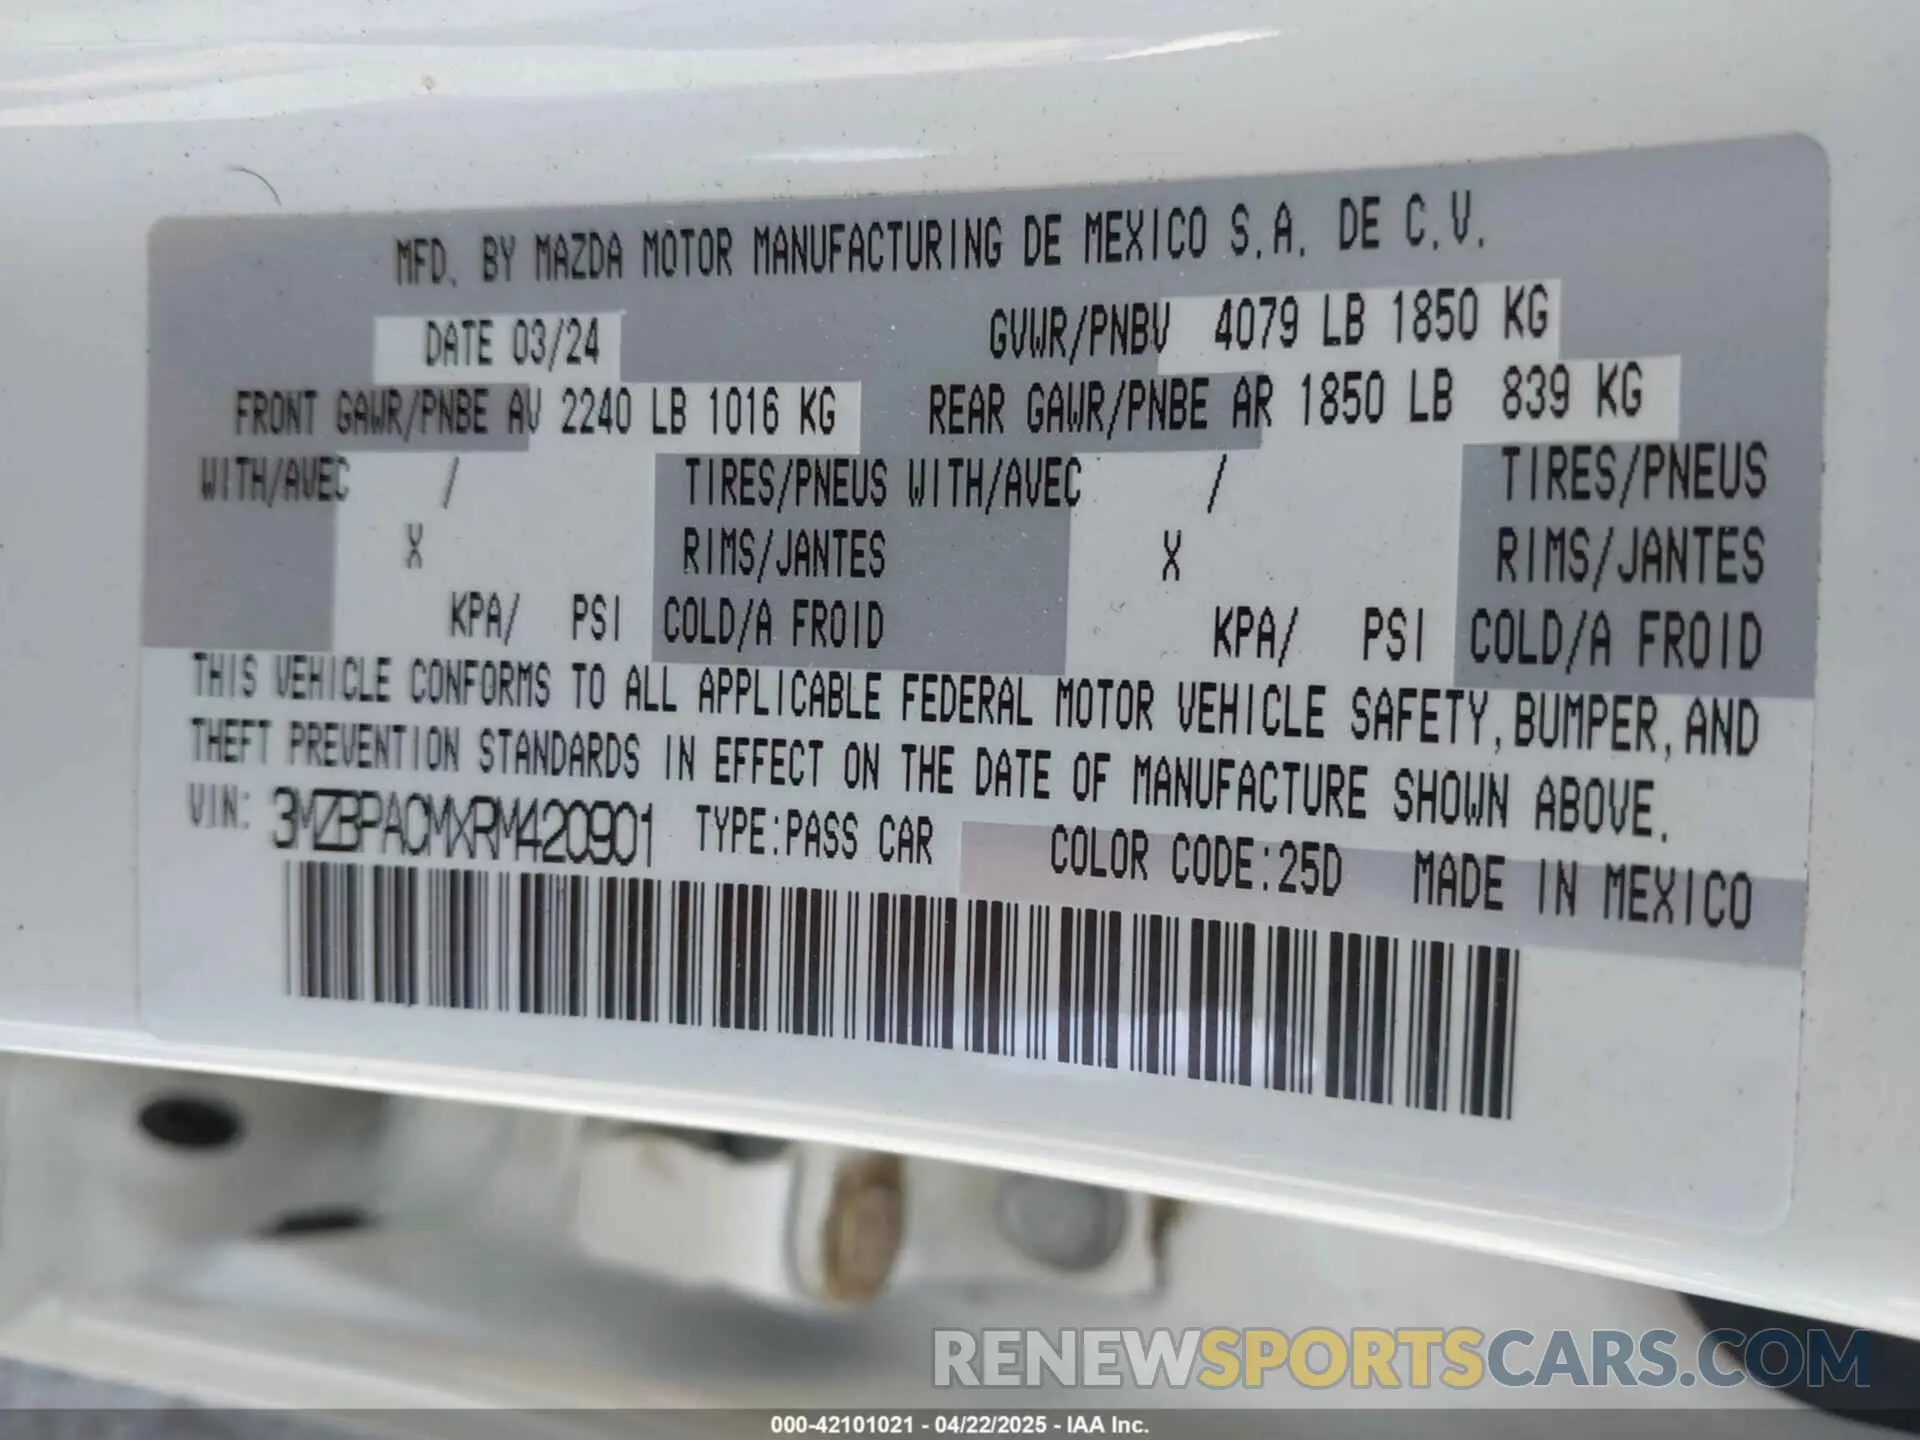 MFD. BY MAZDA MOTOR MANUFACTURING DE MEXICO S.A. DE C.V.
DATE 03/24 GVWR/PNBV 4079 LB 1850 KG
FRONT GAWR/PNBE AV 2240 LB 1016 KG REAR GAWR/PNBE AR 1850 LB 839 KG
WITH/AVEC / TIRES/PNEUS WITH/AVEC / TIRES/PNEUS
X RIMS/JANTES X RIMS/JANTES
KPA/ PSI COLD/A FROID KPA/ PSI COLD/A FROID
THIS VEHICLE CONFORMS TO ALL APPLICABLE FEDERAL MOTOR VEHICLE SAFETY, BUMPER, AND
THEFT PREVENTION STANDARDS IN EFFECT ON THE DATE OF MANUFACTURE SHOWN ABOVE.
VIN: 3MZBPACMXRM420901 TYPE:PASS CAR COLOR CODE:25D MADE IN MEXICO
RENEWSPORTSCARS.COM
000-42101021 - 04/22/2025 - IAA Inc.